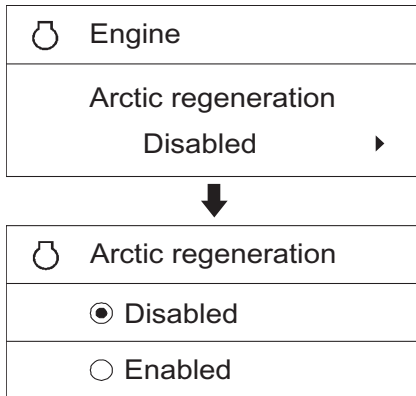 Engine
Arctic regeneration
Disabled
Arctic regeneration
Disabled
Enabled